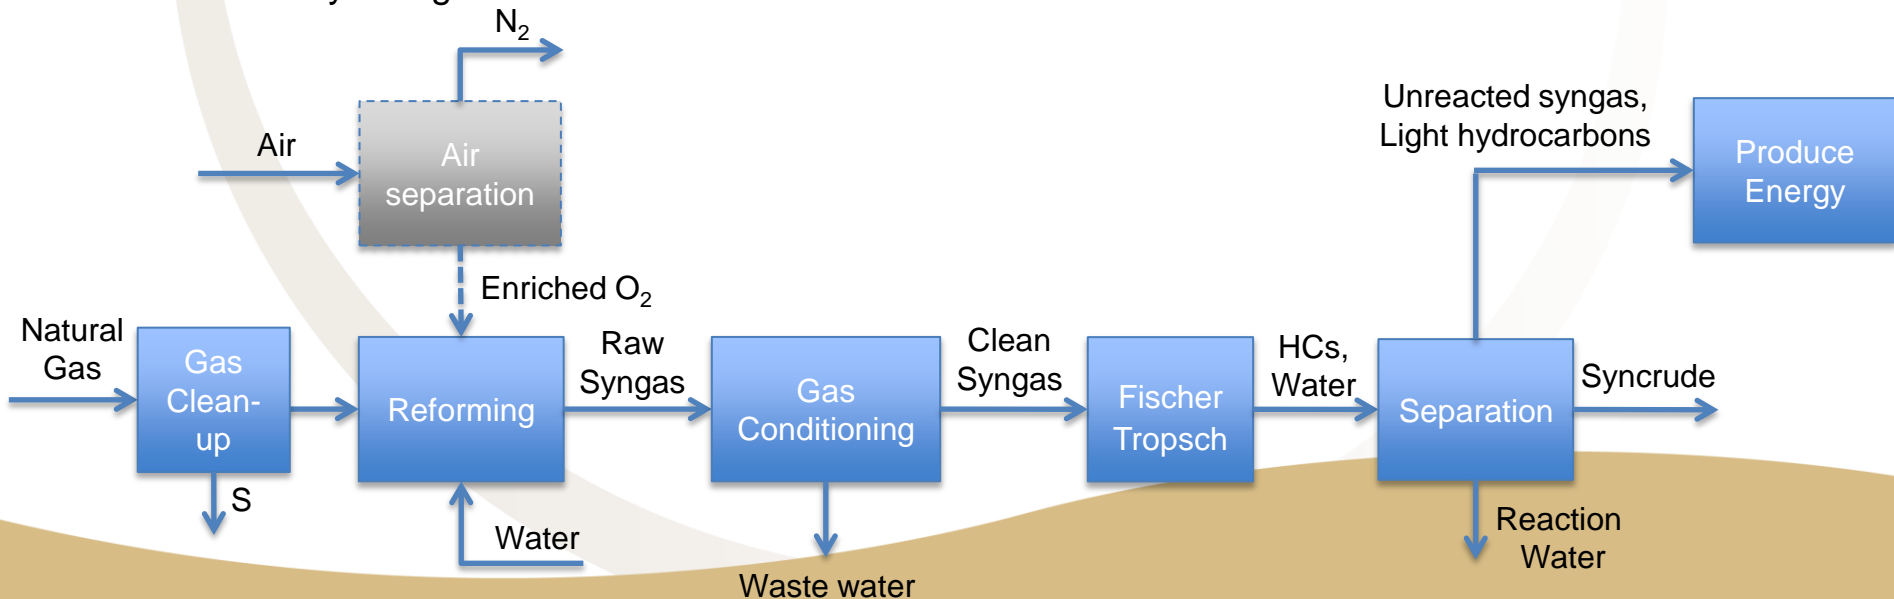 N2
Air
Air
separation
Unreacted syngas,
Light hydrocarbons
Produce
Energy
Enriched O2
Natural
Gas
Gas
Clean-
up
S
Reforming
Water
Raw
Syngas
Gas
Conditioning
Waste water
Clean
Syngas
Fischer
Tropsch
HCs,
Water
Separation
Syncrude
Reaction
Water